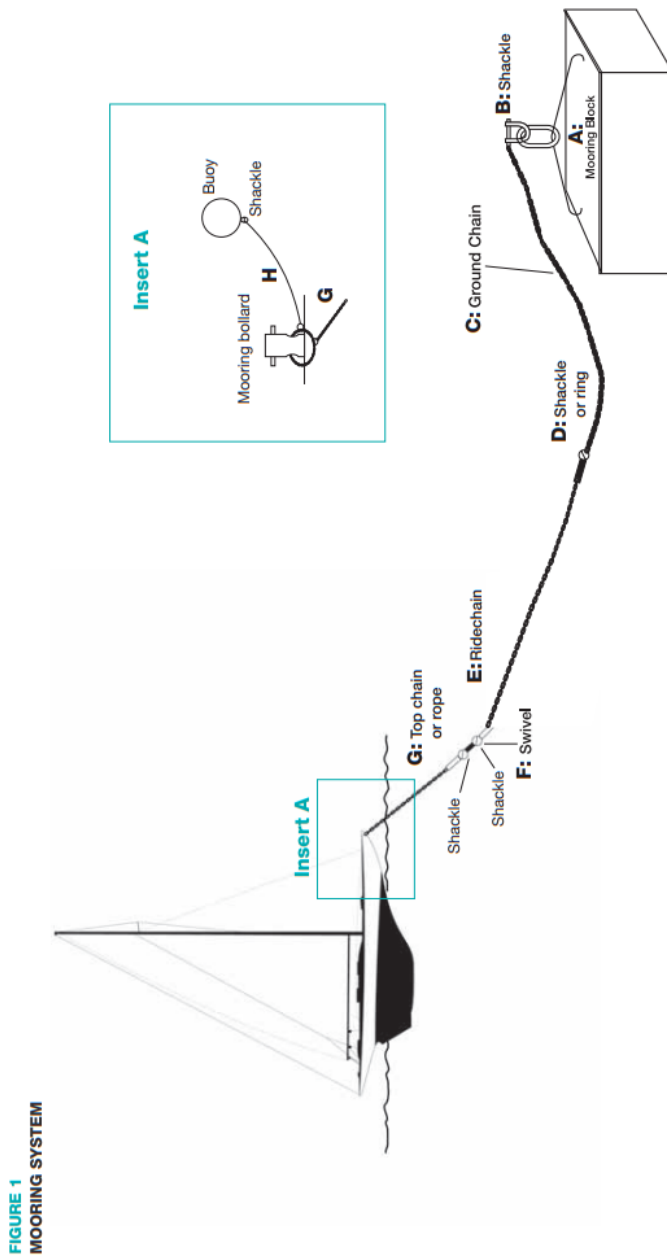 FIGURE 1
MOORING SYSTEM
Insert A
Buoy
Shackle
H
Mooring bollard
G
Insert A
G: Top chain
or rope
Shackle
Shackle
F: Swivel
E: Ridechain
D: Shackle
or ring
C: Ground Chain
B: Shackle
A:
Mooring Block